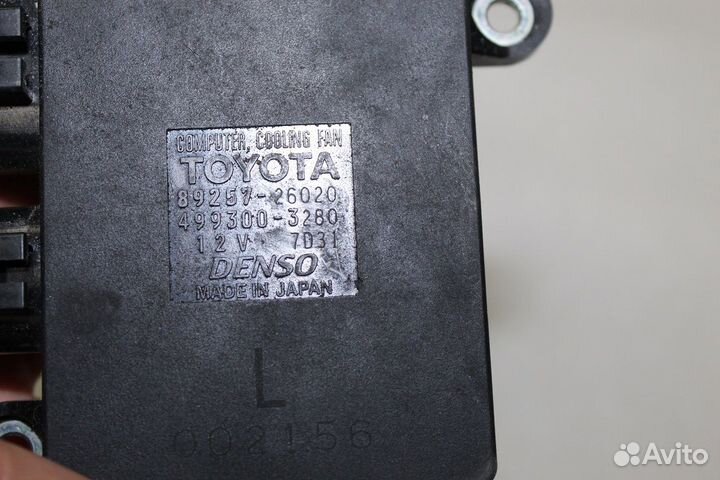 COMPUTER, COOLING FAN
TOYOTA
89257-26020
499300-3280
12V 7D31
DENSO
MADE IN JAPAN
L
002156
Avito